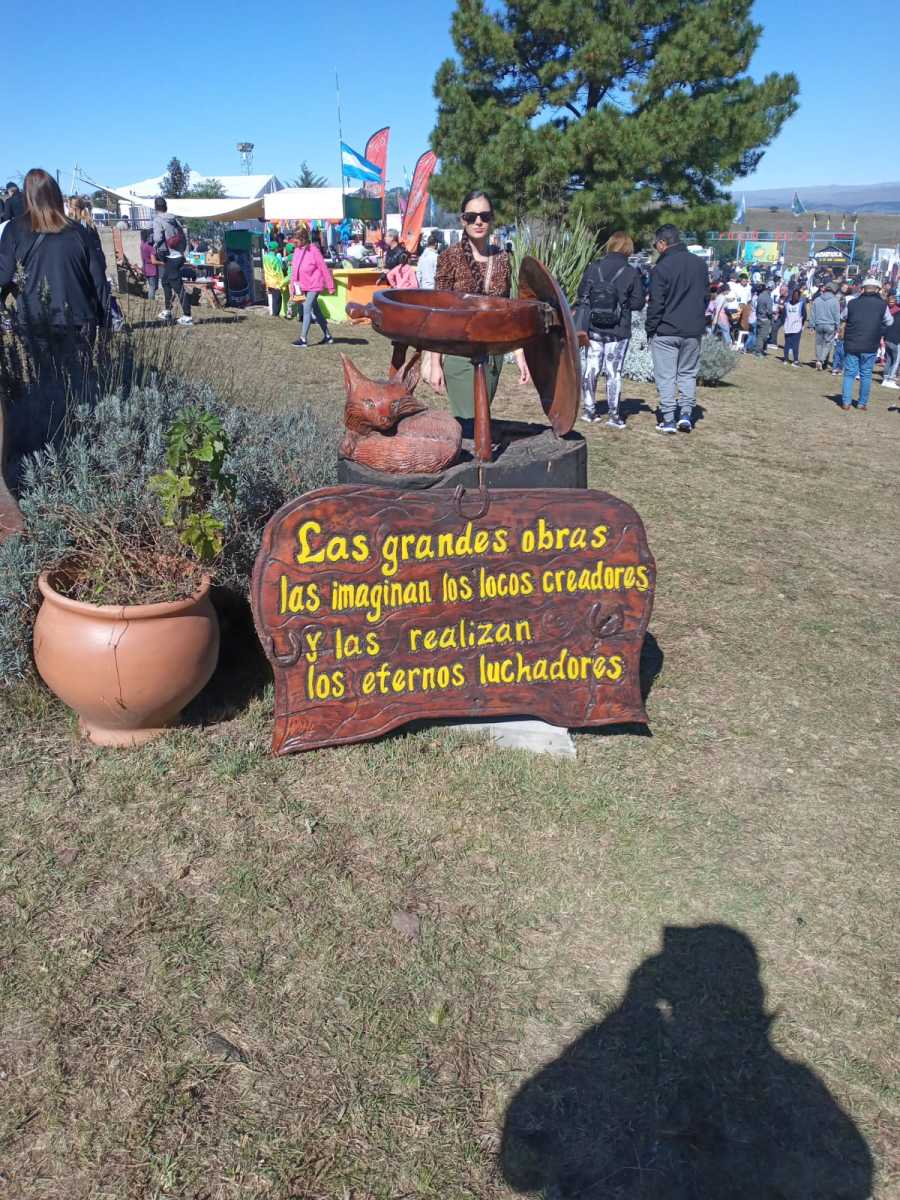 Las grandes obras
las imaginan los locos creadores
y las realizan
los eternos luchadores